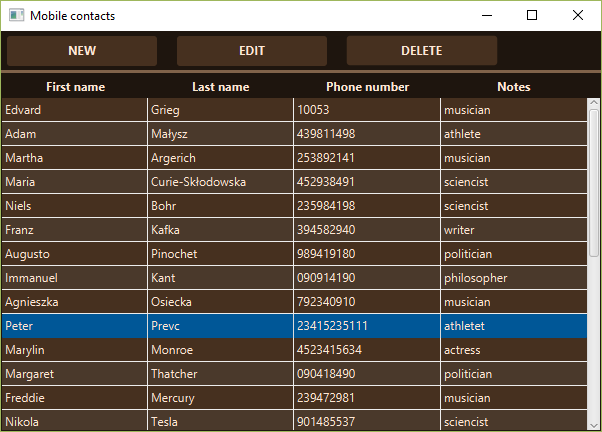 Mobile contacts
NEW EDIT DELETE
First name Last name Phone number Notes
Edvard Grieg 10053 musician
Adam Małysz 439811498 athlete
Martha Argerich 253892141 musician
Maria Curie-Skłodowska 452938491 sciencist
Niels Bohr 235984198 sciencist
Franz Kafka 394582940 writer
Augusto Pinochet 989419180 politician
Immanuel Kant 090914190 philosopher
Agnieszka Osiecka 792340910 musician
Peter Prevc 23415235111 athletet
Marylin Monroe 4523415634 actress
Margaret Thatcher 090418490 politician
Freddie Mercury 239472981 musician
Nikola Tesla 901485537 sciencist